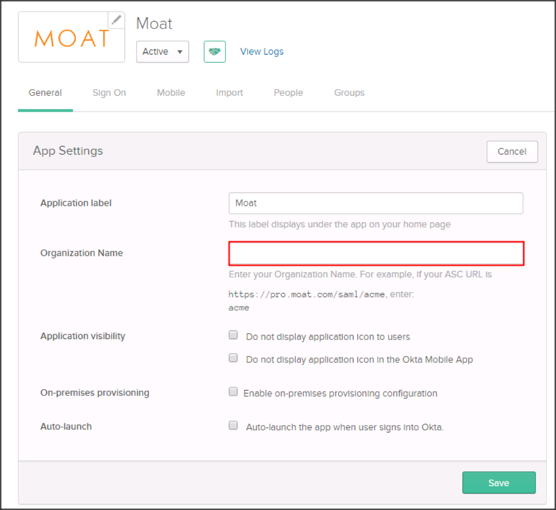 MOAT
Moat
Active
View Logs
General
Sign On
Mobile
Import
People
Groups
App Settings
Cancel
Application label
Moat
This label displays under the app on your home page
Organization Name
Enter your Organization Name. For example, if your ASC URL is
https://pro.moat.com/saml/acme, enter:
acme
Application visibility
Do not display application icon to users
Do not display application icon in the Okta Mobile App
On-premises provisioning
Enable on-premises provisioning configuration
Auto-launch
Auto-launch the app when user signs into Okta.
Save